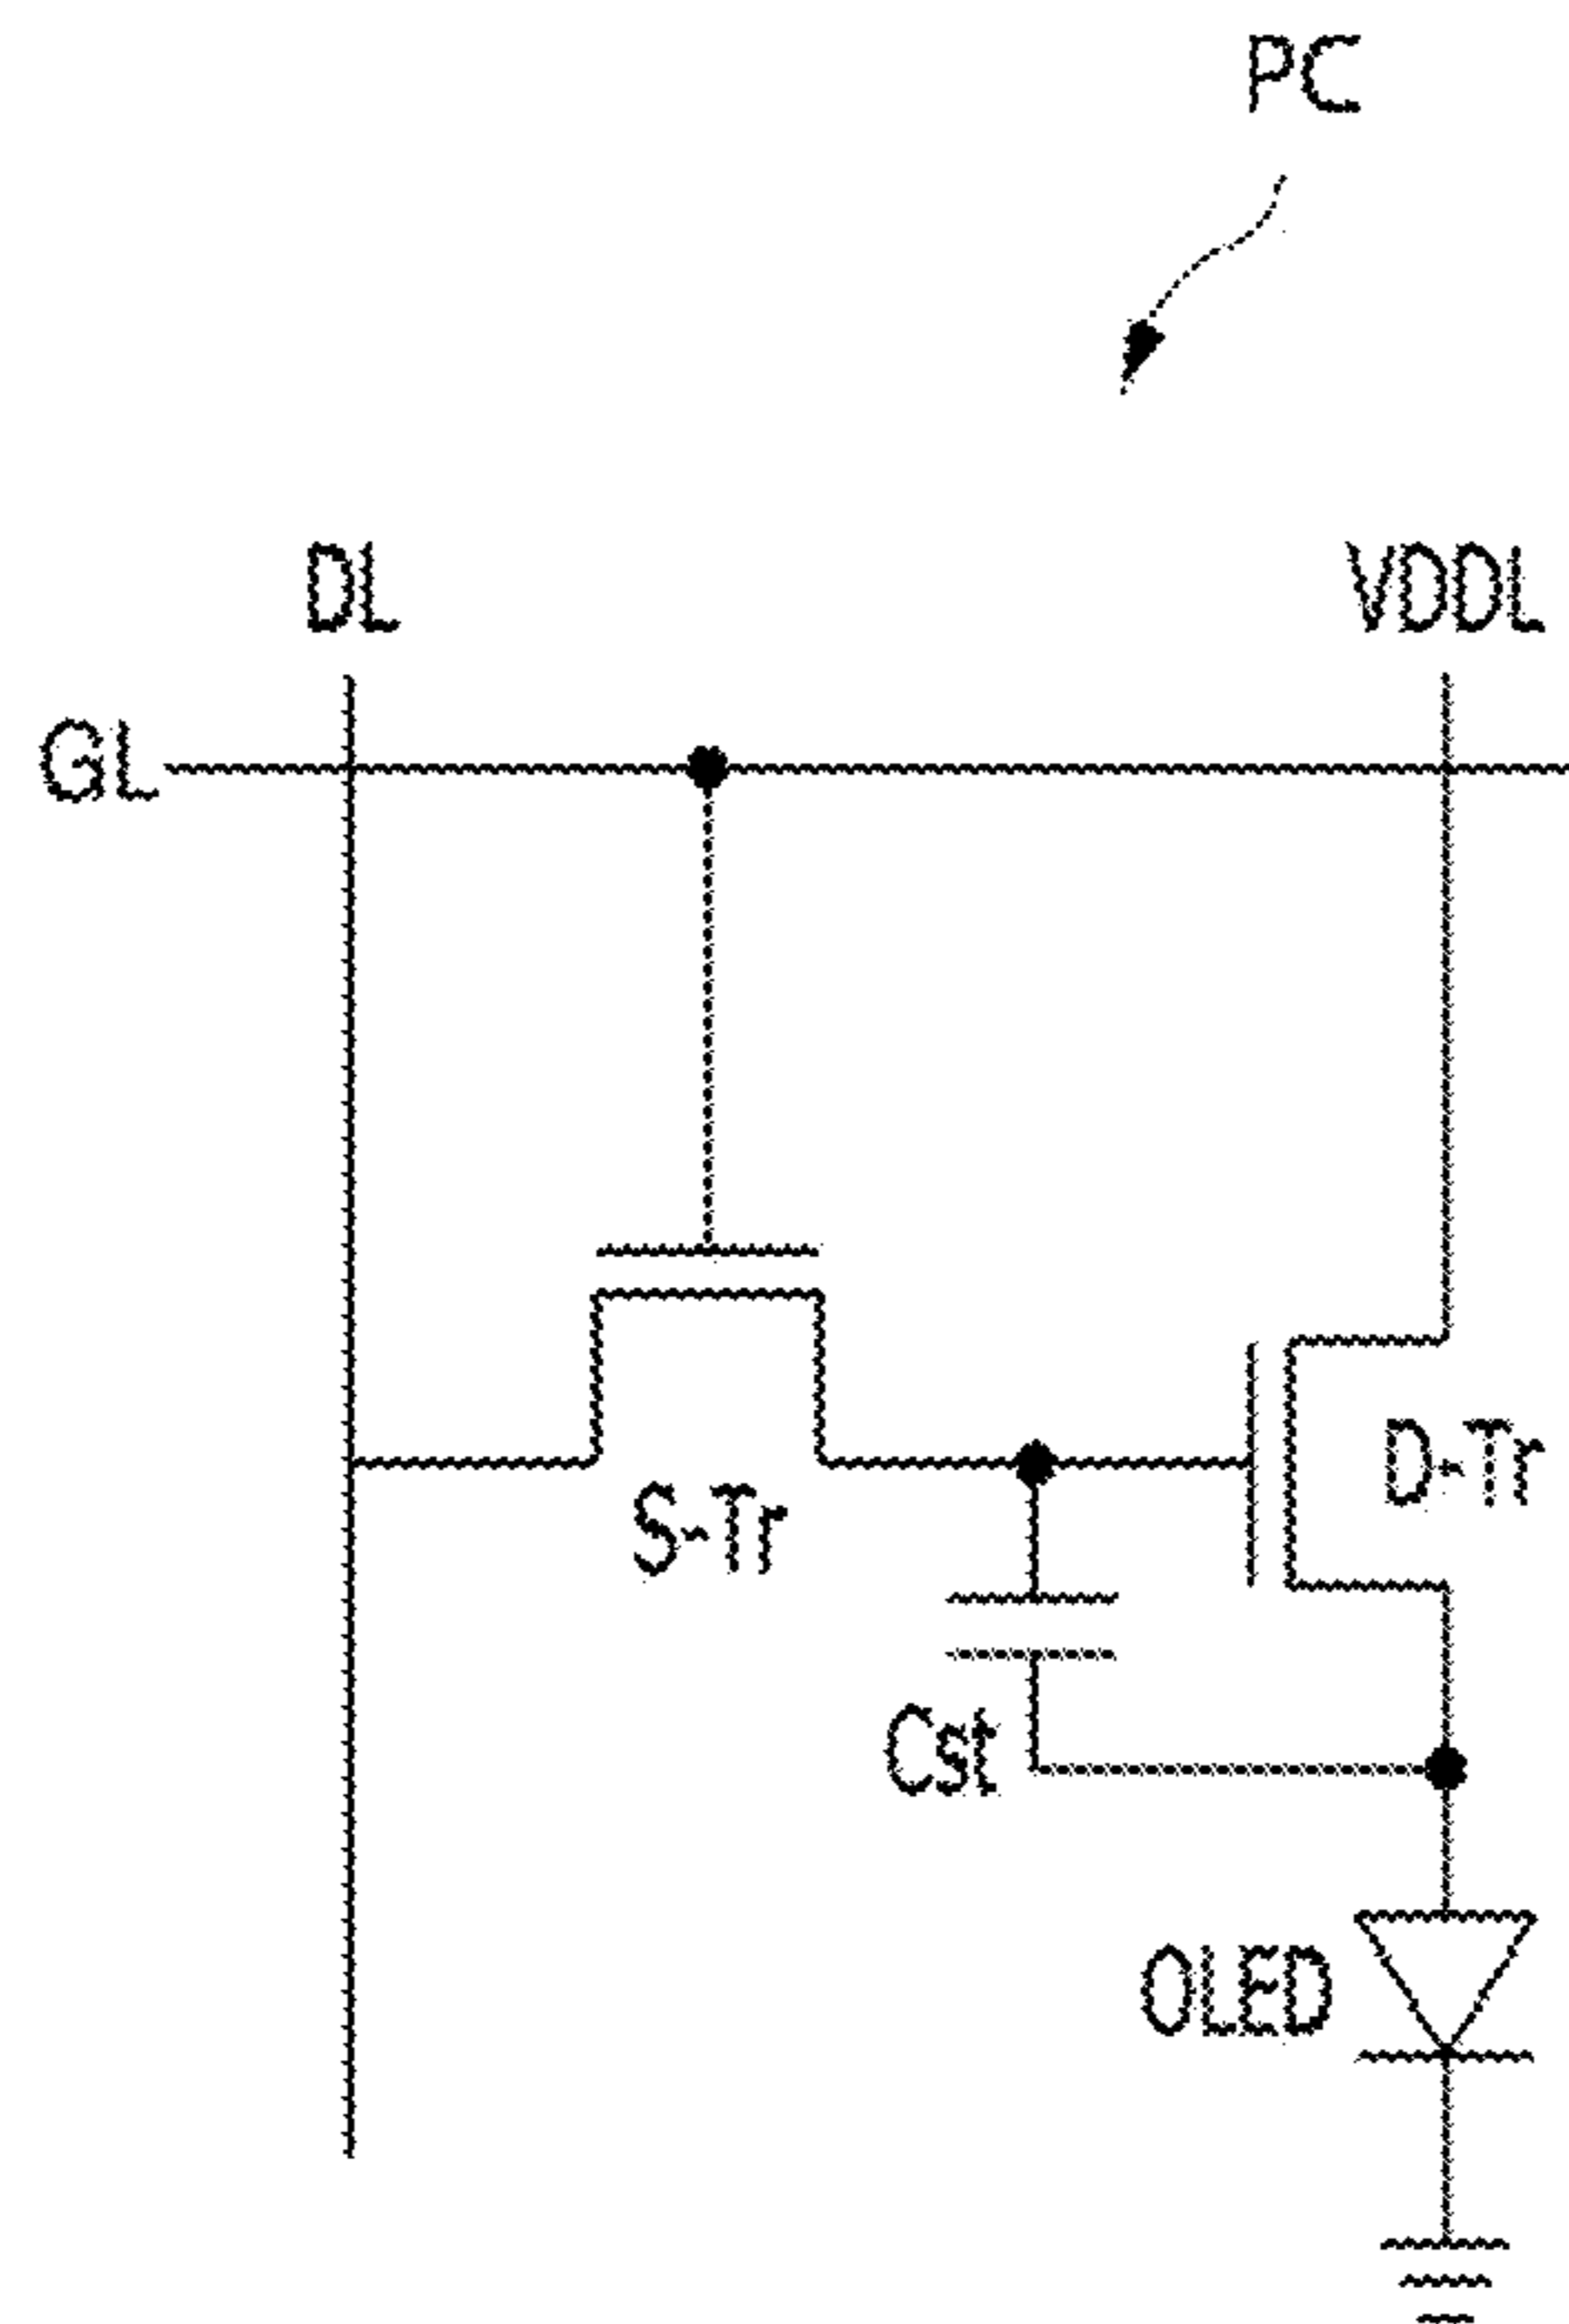 PC
DL
VDDL
GL
D-Tr
S-Tr
Cst
OLED